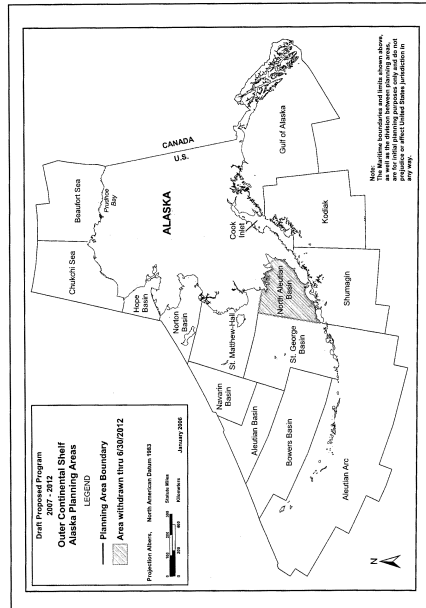 Draft Proposed Program
2007 - 2012
Outer Continental Shelf
Alaska Planning Areas
LEGEND
Planning Area Boundary
Area withdrawn thru 6/30/2012
Projection Albers, North American Datum 1983
Statute Miles
Kilometers
January 2006
Chukchi Sea
Beaufort Sea
Prudhoe
Bay
Hope
Basin
Norton
Basin
ALASKA
CANADA
U.S.
Navarin
Basin
St. Matthew-Hall
Cook
Inlet
Gulf of Alaska
Aleutian Basin
Bowers Basin
St. George
Basin
North Aleutian
Basin
Kodiak
Shumagin
Aleutian Arc
N
Note:
The Maritime boundaries and limits shown above,
as well as the division between planning areas,
are for initial planning purposes only and do not
prejudice or affect United States jurisdiction in
any way.